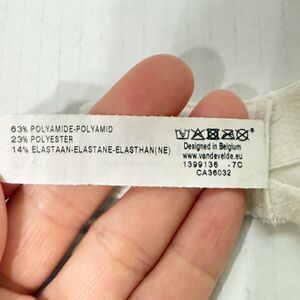 63% POLYAMIDE-POLYAMID
23% POLYESTER
14% ELASTAAN-ELASTANE-ELASTHAN(NE)
Designed in Belgium
www.vandevelde.eu
1399136 -7C
CA36032